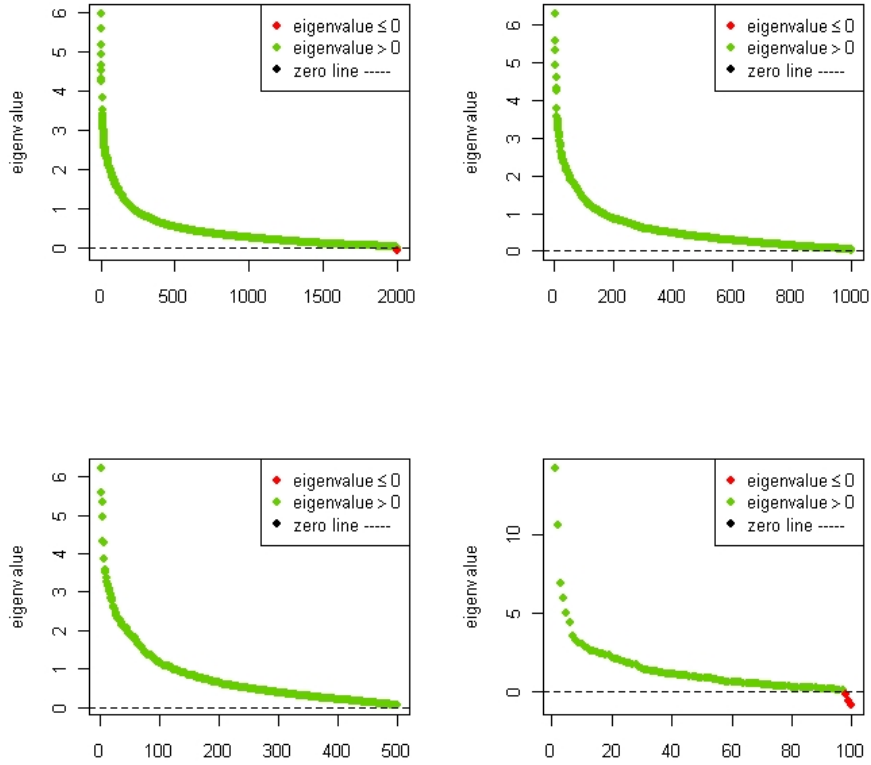 eigenvalue ≤ 0
eigenvalue > 0
zero line -----
eigenvalue
0 1 2 3 4 5 6
0 500 1000 1500 2000
eigenvalue ≤ 0
eigenvalue > 0
zero line -----
eigenvalue
0 1 2 3 4 5 6
0 200 400 600 800 1000
eigenvalue ≤ 0
eigenvalue > 0
zero line -----
eigenvalue
0 1 2 3 4 5 6
0 100 200 300 400 500
eigenvalue ≤ 0
eigenvalue > 0
zero line -----
eigenvalue
0 5 10
0 20 40 60 80 100